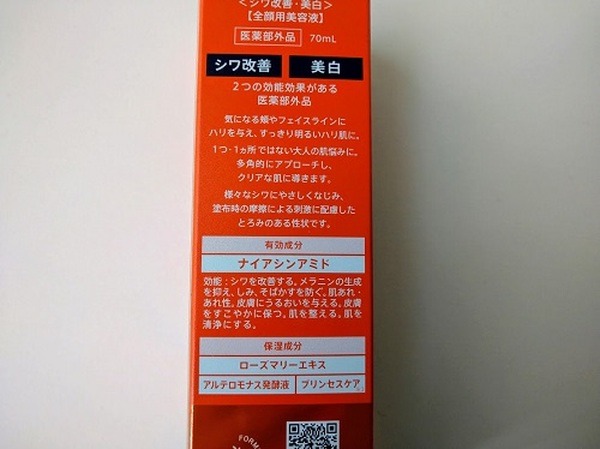 <シワ改善・美白>
【全顔用美容液】
医薬部外品 70mL
シワ改善 美白
2つの効能効果がある
医薬部外品
気になる頰やフェイスラインに
ハリを与え、すっきり明るいハリ肌に。
1つ・1ヵ所ではない大人の肌悩みに。
多角的にアプローチし、
クリアな肌に導きます。
様々なシワにやさしくなじみ、
塗布時の摩擦による刺激に配慮した
とろみのある性状です。
有効成分
ナイアシンアミド
効能:シワを改善する。メラニンの生成
を抑え、しみ、そばかすを防ぐ。肌あれ・
あれ性。皮膚にうるおいを与える。皮膚
をすこやかに保つ。肌を整える。肌を
清浄にする。
保湿成分
ローズマリーエキス
アルテロモナス発酵液 プリンセスケア
FORM